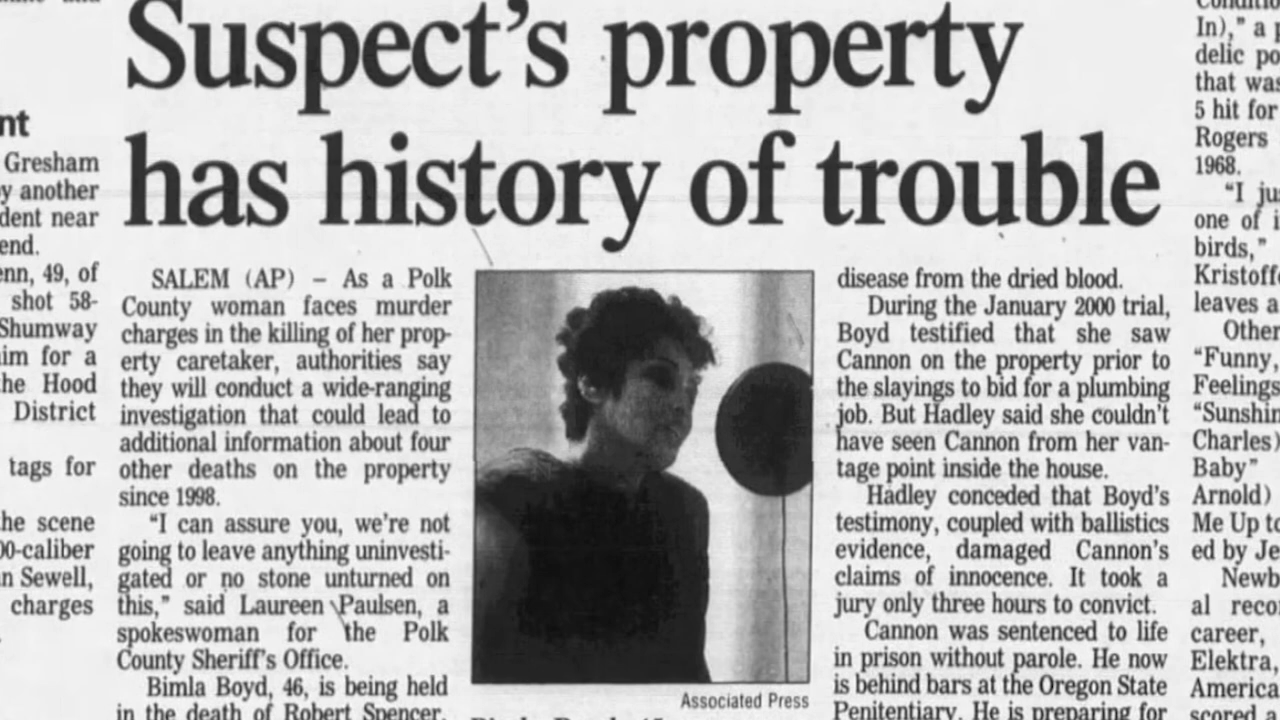 Suspect's property
has history of trouble
nt
Gresham
by another
dent near
end.
enn, 49, of
shot 58-
Shumway
him for a
the Hood
District
tags for
the scene
00-caliber
n Sewell,
charges
SALEM (AP) – As a Polk
County woman faces murder
charges in the killing of her prop-
erty caretaker, authorities say
they will conduct a wide-ranging
investigation that could lead to
additional information about four
other deaths on the property
since 1998.
"I can assure you, we're not
going to leave anything uninvesti-
gated or no stone unturned on
this," said Laureen Paulsen, a
spokeswoman for the Polk
County Sheriff's Office.
Bimla Boyd, 46, is being held
in the death of Robert Spencer,
Associated Press
disease from the dried blood.
During the January 2000 trial,
Boyd testified that she saw
Cannon on the property prior to
the slayings to bid for a plumbing
job. But Hadley said she couldn't
have seen Cannon from her van-
tage point inside the house.
Hadley conceded that Boyd's
testimony, coupled with ballistics
evidence, damaged Cannon's
claims of innocence. It took a
jury only three hours to convict.
Cannon was sentenced to life
in prison without parole. He now
is behind bars at the Oregon State
Penitentiary. He is preparing for
In)," a p
delic po
that was
5 hit for
Rogers
1968.
"I ju
one of i
birds,"
Kristoffe
leaves a
Other
"Funny,
Feelings
"Sunshin
Charles)
Baby"
Arnold)
Me Up to
ed by Je
Newb
al reco
career,
Elektra,
America
scored a